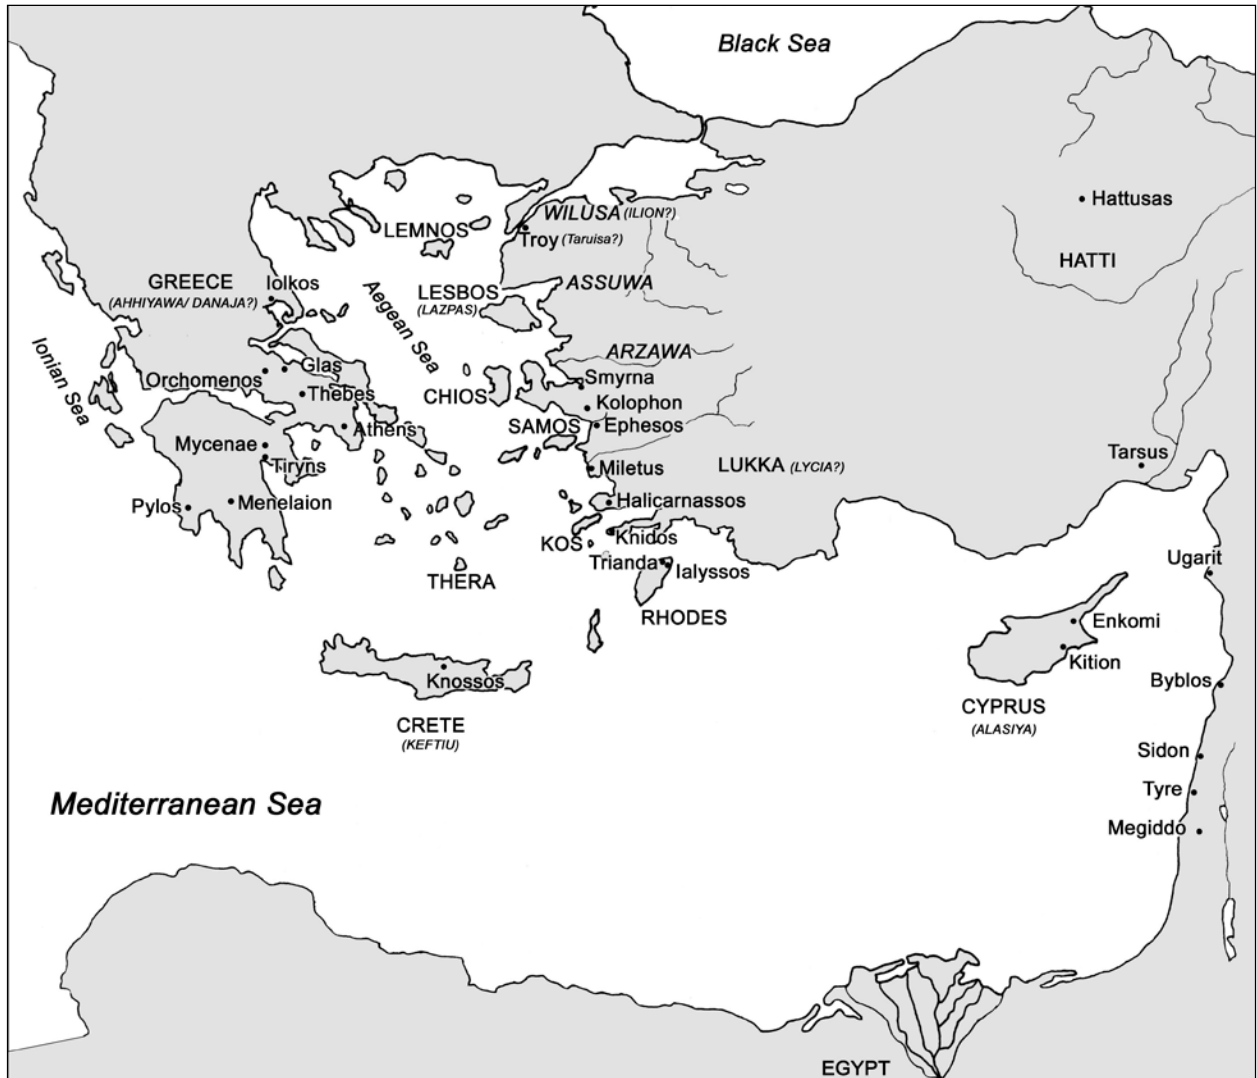 Black Sea
Hattusas
WILUSA (ILION?)
LEMNOS
Troy (Taruisa?)
HATTI
GREECE
(AHHIYAWA/ DANAJA?)
Iolkos
ASSUWA
LESBOS
(LAZPAS)
Aegean Sea
Ionian Sea
ARZAWA
Glas
Orchomenos
Smyrna
Thebes
CHIOS
Kolophon
SAMOS
Ephesos
Athens
Mycenae
Tiryns
Tarsus
Miletus
LUKKA (LYCIA?)
Pylos
Menelaion
Halicarnassos
KOS
Knidos
Trianda
Ialyssos
Ugarit
THERA
RHODES
Enkomi
Kition
Knossos
Byblos
CYPRUS
(ALASIYA)
CRETE
(KEFTIU)
Sidon
Tyre
Mediterranean Sea
Megiddo
EGYPT